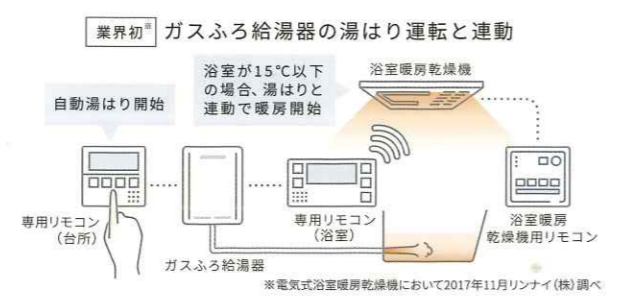 業界初※ ガスふろ給湯器の湯はり運転と連動
浴室が15℃以下
の場合、湯はりと
連動で暖房開始
浴室暖房乾燥機
自動湯はり開始
専用リモコン
（台所）
ガスふろ給湯器
専用リモコン
（浴室）
浴室暖房
乾燥機用リモコン
※電気式浴室暖房乾燥機において2017年11月リンナイ（株）調べ